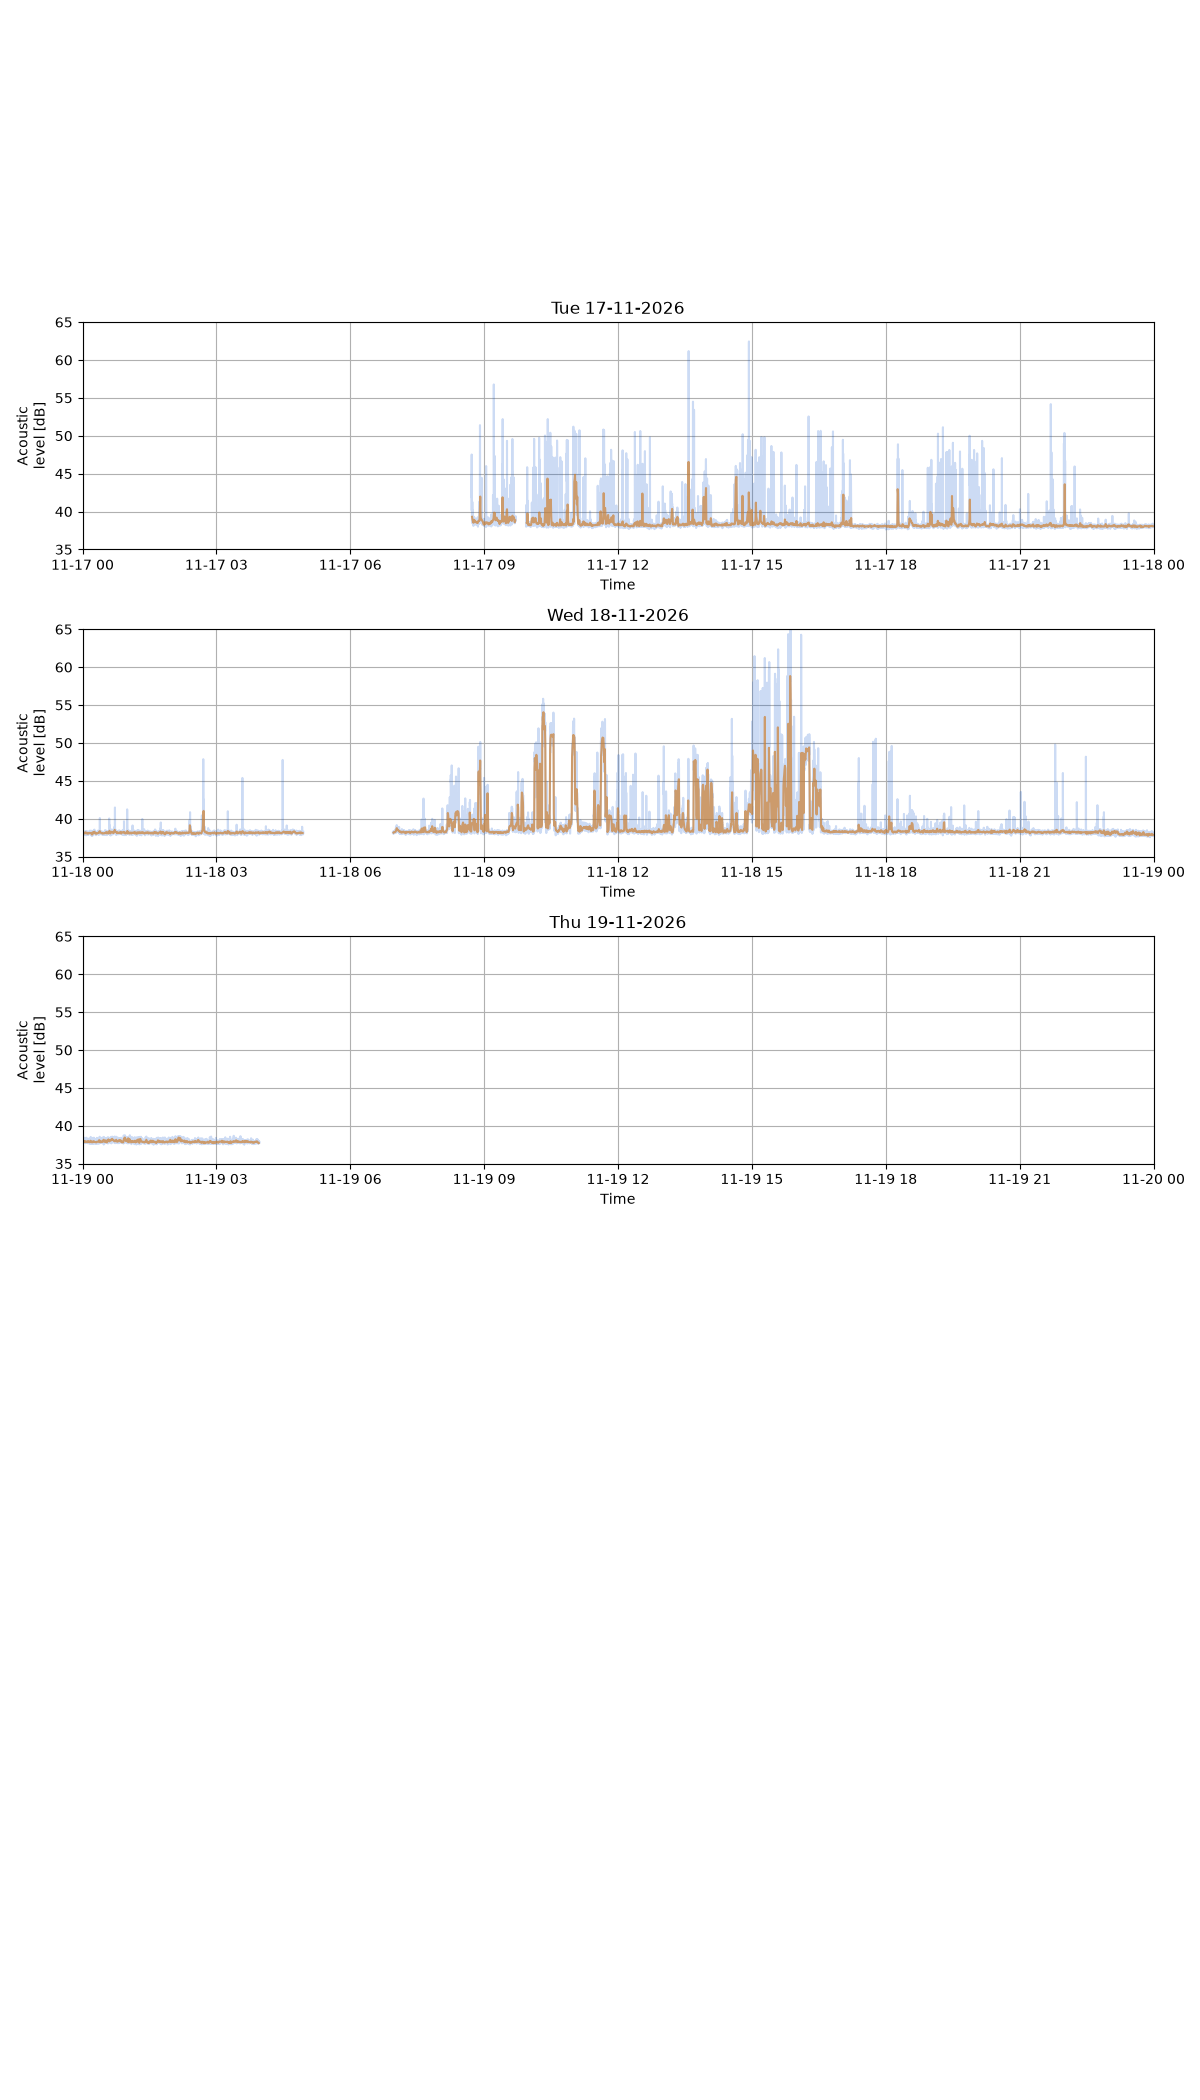 Tue 17-11-2026
Acoustic
level [dB]
65
60
55
50
45
40
35
11-17 00 11-17 03 11-17 06 11-17 09 11-17 12 11-17 15 11-17 18 11-17 21 11-18 00
Time
Wed 18-11-2026
Acoustic
level [dB]
65
60
55
50
45
40
35
11-18 00 11-18 03 11-18 06 11-18 09 11-18 12 11-18 15 11-18 18 11-18 21 11-19 00
Time
Thu 19-11-2026
Acoustic
level [dB]
65
60
55
50
45
40
35
11-19 00 11-19 03 11-19 06 11-19 09 11-19 12 11-19 15 11-19 18 11-19 21 11-20 00
Time